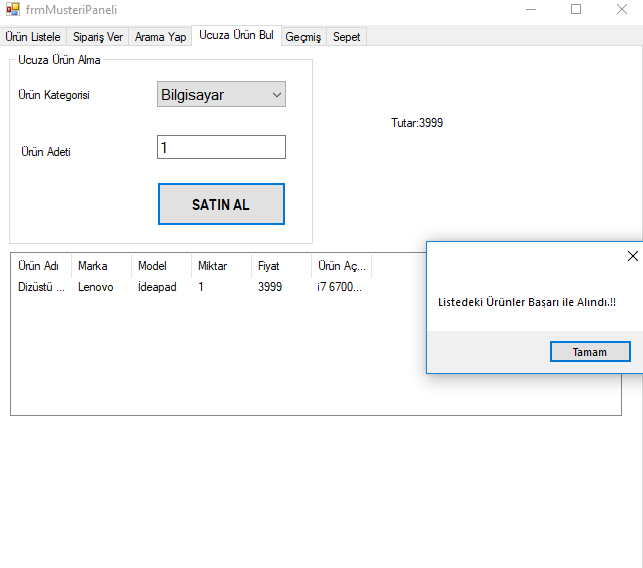 frmMusteriPaneli
Ürün Listele Sipariş Ver Arama Yap Ucuza Ürün Bul Geçmiş Sepet
Ucuza Ürün Alma
Ürün Kategorisi Bilgisayar
Tutar:3999
Ürün Adeti 1
SATIN AL
Ürün Adı Marka Model Miktar Fiyat Ürün Aç...
Dizüstü ... Lenovo İdeapad 1 3999 i7 6700...
Listedeki Ürünler Başarı ile Alındı.!!
Tamam